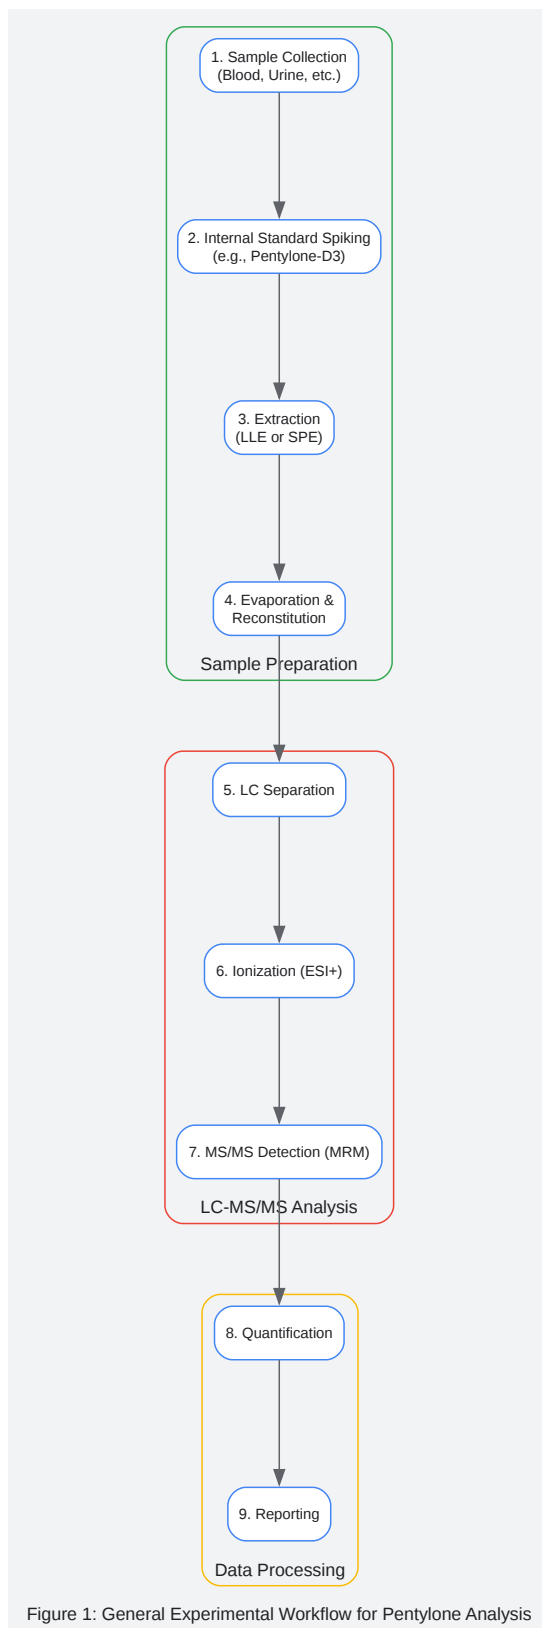 1. Sample Collection
(Blood, Urine, etc.)
2. Internal Standard Spiking
(e.g., Pentylone-D3)
3. Extraction
(LLE or SPE)
4. Evaporation &
Reconstitution
Sample Preparation
5. LC Separation
6. Ionization (ESI+)
7. MS/MS Detection (MRM)
LC-MS/MS Analysis
8. Quantification
9. Reporting
Data Processing
Figure 1: General Experimental Workflow for Pentylone Analysis